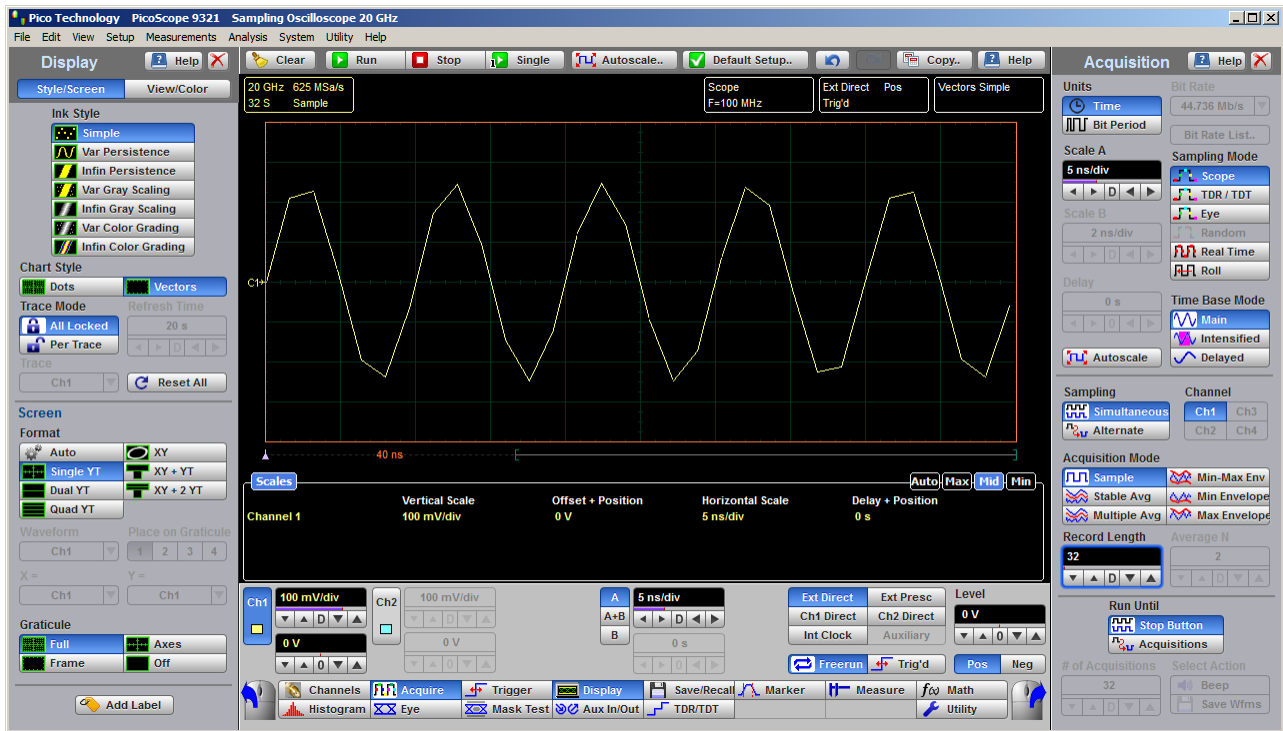 Pico Technology PicoScope 9321 Sampling Oscilloscope 20 GHz
File Edit View Setup Measurements Analysis System Utility Help
Display Help
Style/Screen View/Color
Ink Style
Simple
Var Persistence
Infin Persistence
Var Gray Scaling
Infin Gray Scaling
Var Color Grading
Infin Color Grading
Chart Style
Dots Vectors
Trace Mode Refresh Time
All Locked 20 s
Per Trace D
Trace
Ch1 Reset All
Screen
Format
Auto XY
Single YT XY + YT
Dual YT XY + 2 YT
Quad YT
Waveform Place on Graticule
Ch1 1 2 3 4
X = Y =
Ch1 Ch1
Graticule
Full Axes
Frame Off
Add Label
Clear Run Stop Single Autoscale.. Default Setup.. Copy.. Help
20 GHz 625 MSa/s
32 S Sample
Scope
F=100 MHz
Ext Direct Pos
Trig'd
Vectors Simple
C1
40 ns
Scales Auto Max Mid Min
Vertical Scale Offset + Position Horizontal Scale Delay + Position
Channel 1 100 mV/div 0 V 5 ns/div 0 s
Ch1 100 mV/div
D
0 V
0
Ch2 100 mV/div
D
0 V
0
A 5 ns/div
A+B D
B 0 s
0
Ext Direct Ext Presc
Ch1 Direct Ch2 Direct
Int Clock Auxiliary
Freerun Trig'd
Level
0 V
0
Pos Neg
Channels Acquire Trigger Display Save/Recall Marker Measure f(x) Math
Histogram Eye Mask Test Aux In/Out TDR/TDT Utility
Acquisition Help
Units Bit Rate
Time 44.736 Mb/s
Bit Period Bit Rate List..
Scale A Sampling Mode
5 ns/div Scope
D TDR / TDT
Scale B Eye
2 ns/div Random
D Real Time
Roll
Delay Time Base Mode
0 s Main
0 Intensified
Autoscale Delayed
Sampling Channel
Simultaneous Ch1 Ch3
Alternate Ch2 Ch4
Acquisition Mode
Sample Min-Max Env
Stable Avg Min Envelope
Multiple Avg Max Envelope
Record Length Average N
32 2
D D
Run Until
Stop Button
Acquisitions
# of Acquisitions Select Action
32 Beep
D Save Wfms